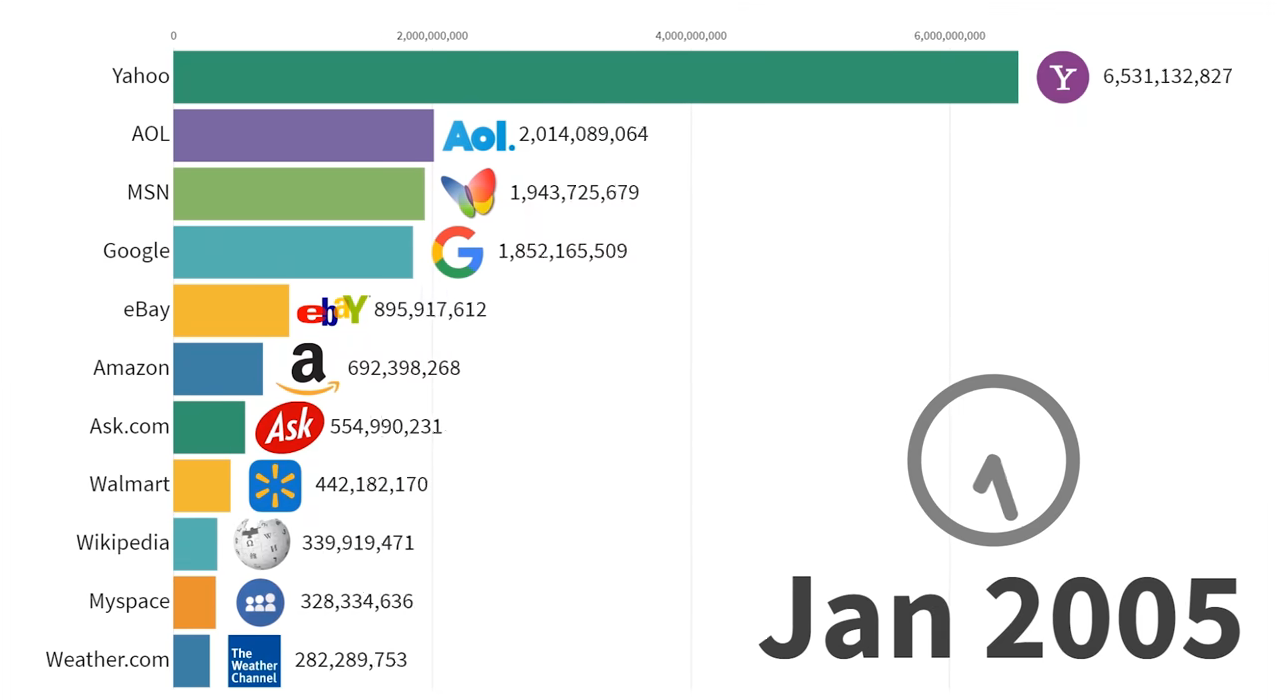 0 2,000,000,000 4,000,000,000 6,000,000,000
Yahoo Y 6,531,132,827
AOL Aol. 2,014,089,064
MSN 1,943,725,679
Google G 1,852,165,509
eBay ebaY 895,917,612
Amazon a 692,398,268
Ask.com Ask 554,990,231
Walmart 442,182,170
Wikipedia 339,919,471
Myspace 328,334,636
Weather.com The Weather Channel 282,289,753
Jan 2005